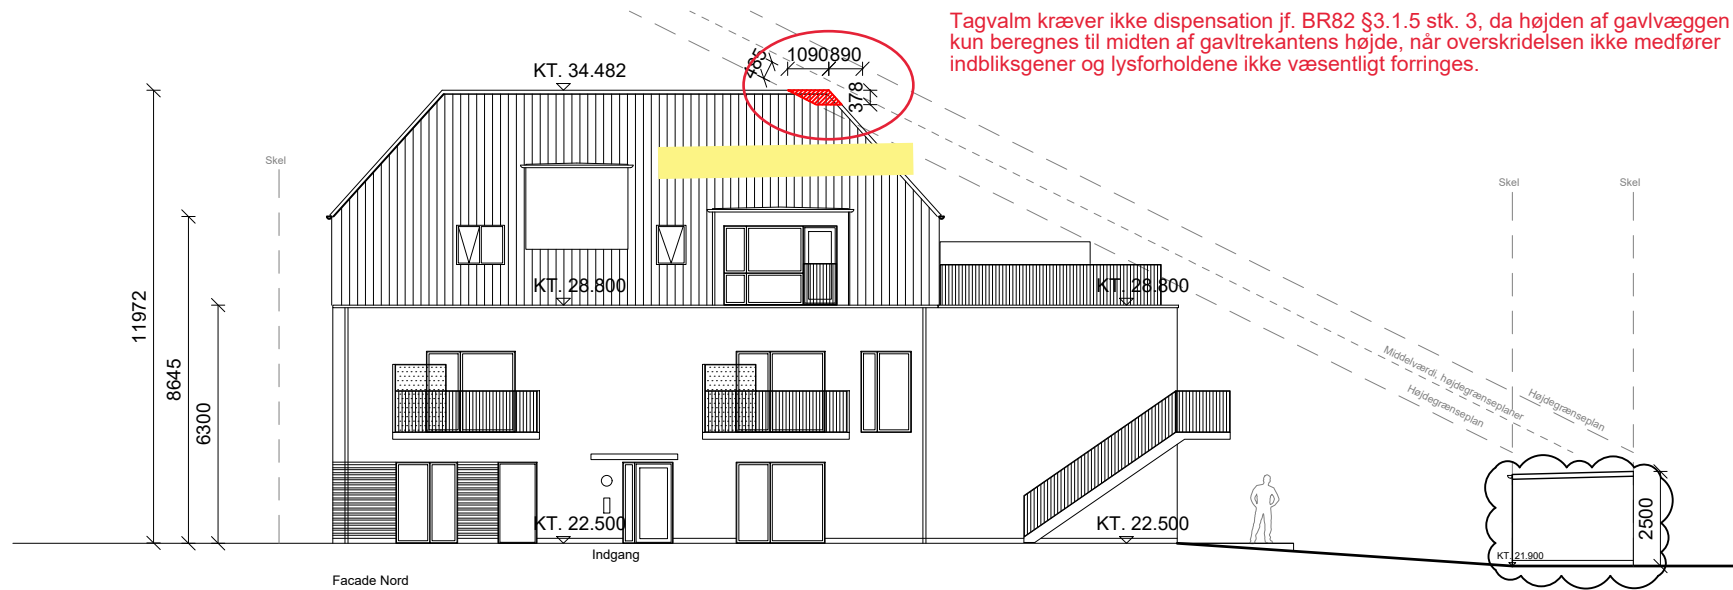 Tagvalm kræver ikke dispensation jf. BR82 §3.1.5 stk. 3, da højden af gavlvæggen
kun beregnes til midten af gavltrekantens højde, når overskridelsen ikke medfører
indbliksgener og lysforholdene ikke væsentligt forringes.
485
1090
890
378
KT. 34.482
Skel
Skel
Skel
11972
8645
6300
KT. 28.800
KT. 28.800
Middelværdi, højdegrænseplaner
Højdegrænseplan
Højdegrænseplan
2500
KT. 22.500
KT. 22.500
KT. 21.900
Indgang
Facade Nord